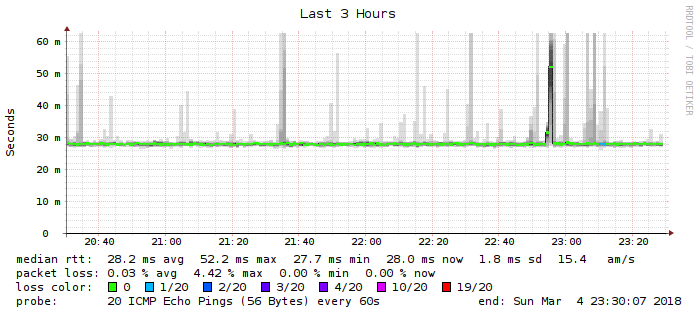 Last 3 Hours
RRDTOOL / TOBI OETIKER
Seconds
60 m
50 m
40 m
30 m
20 m
10 m
0
20:40 21:00 21:20 21:40 22:00 22:20 22:40 23:00 23:20
median rtt: 28.2 ms avg 52.2 ms max 27.7 ms min 28.0 ms now 1.8 ms sd 15.4 am/s
packet loss: 0.03 % avg 4.42 % max 0.00 % min 0.00 % now
loss color: 0 1/20 2/20 3/20 4/20 10/20 19/20
probe: 20 ICMP Echo Pings (56 Bytes) every 60s end: Sun Mar 4 23:30:07 2018